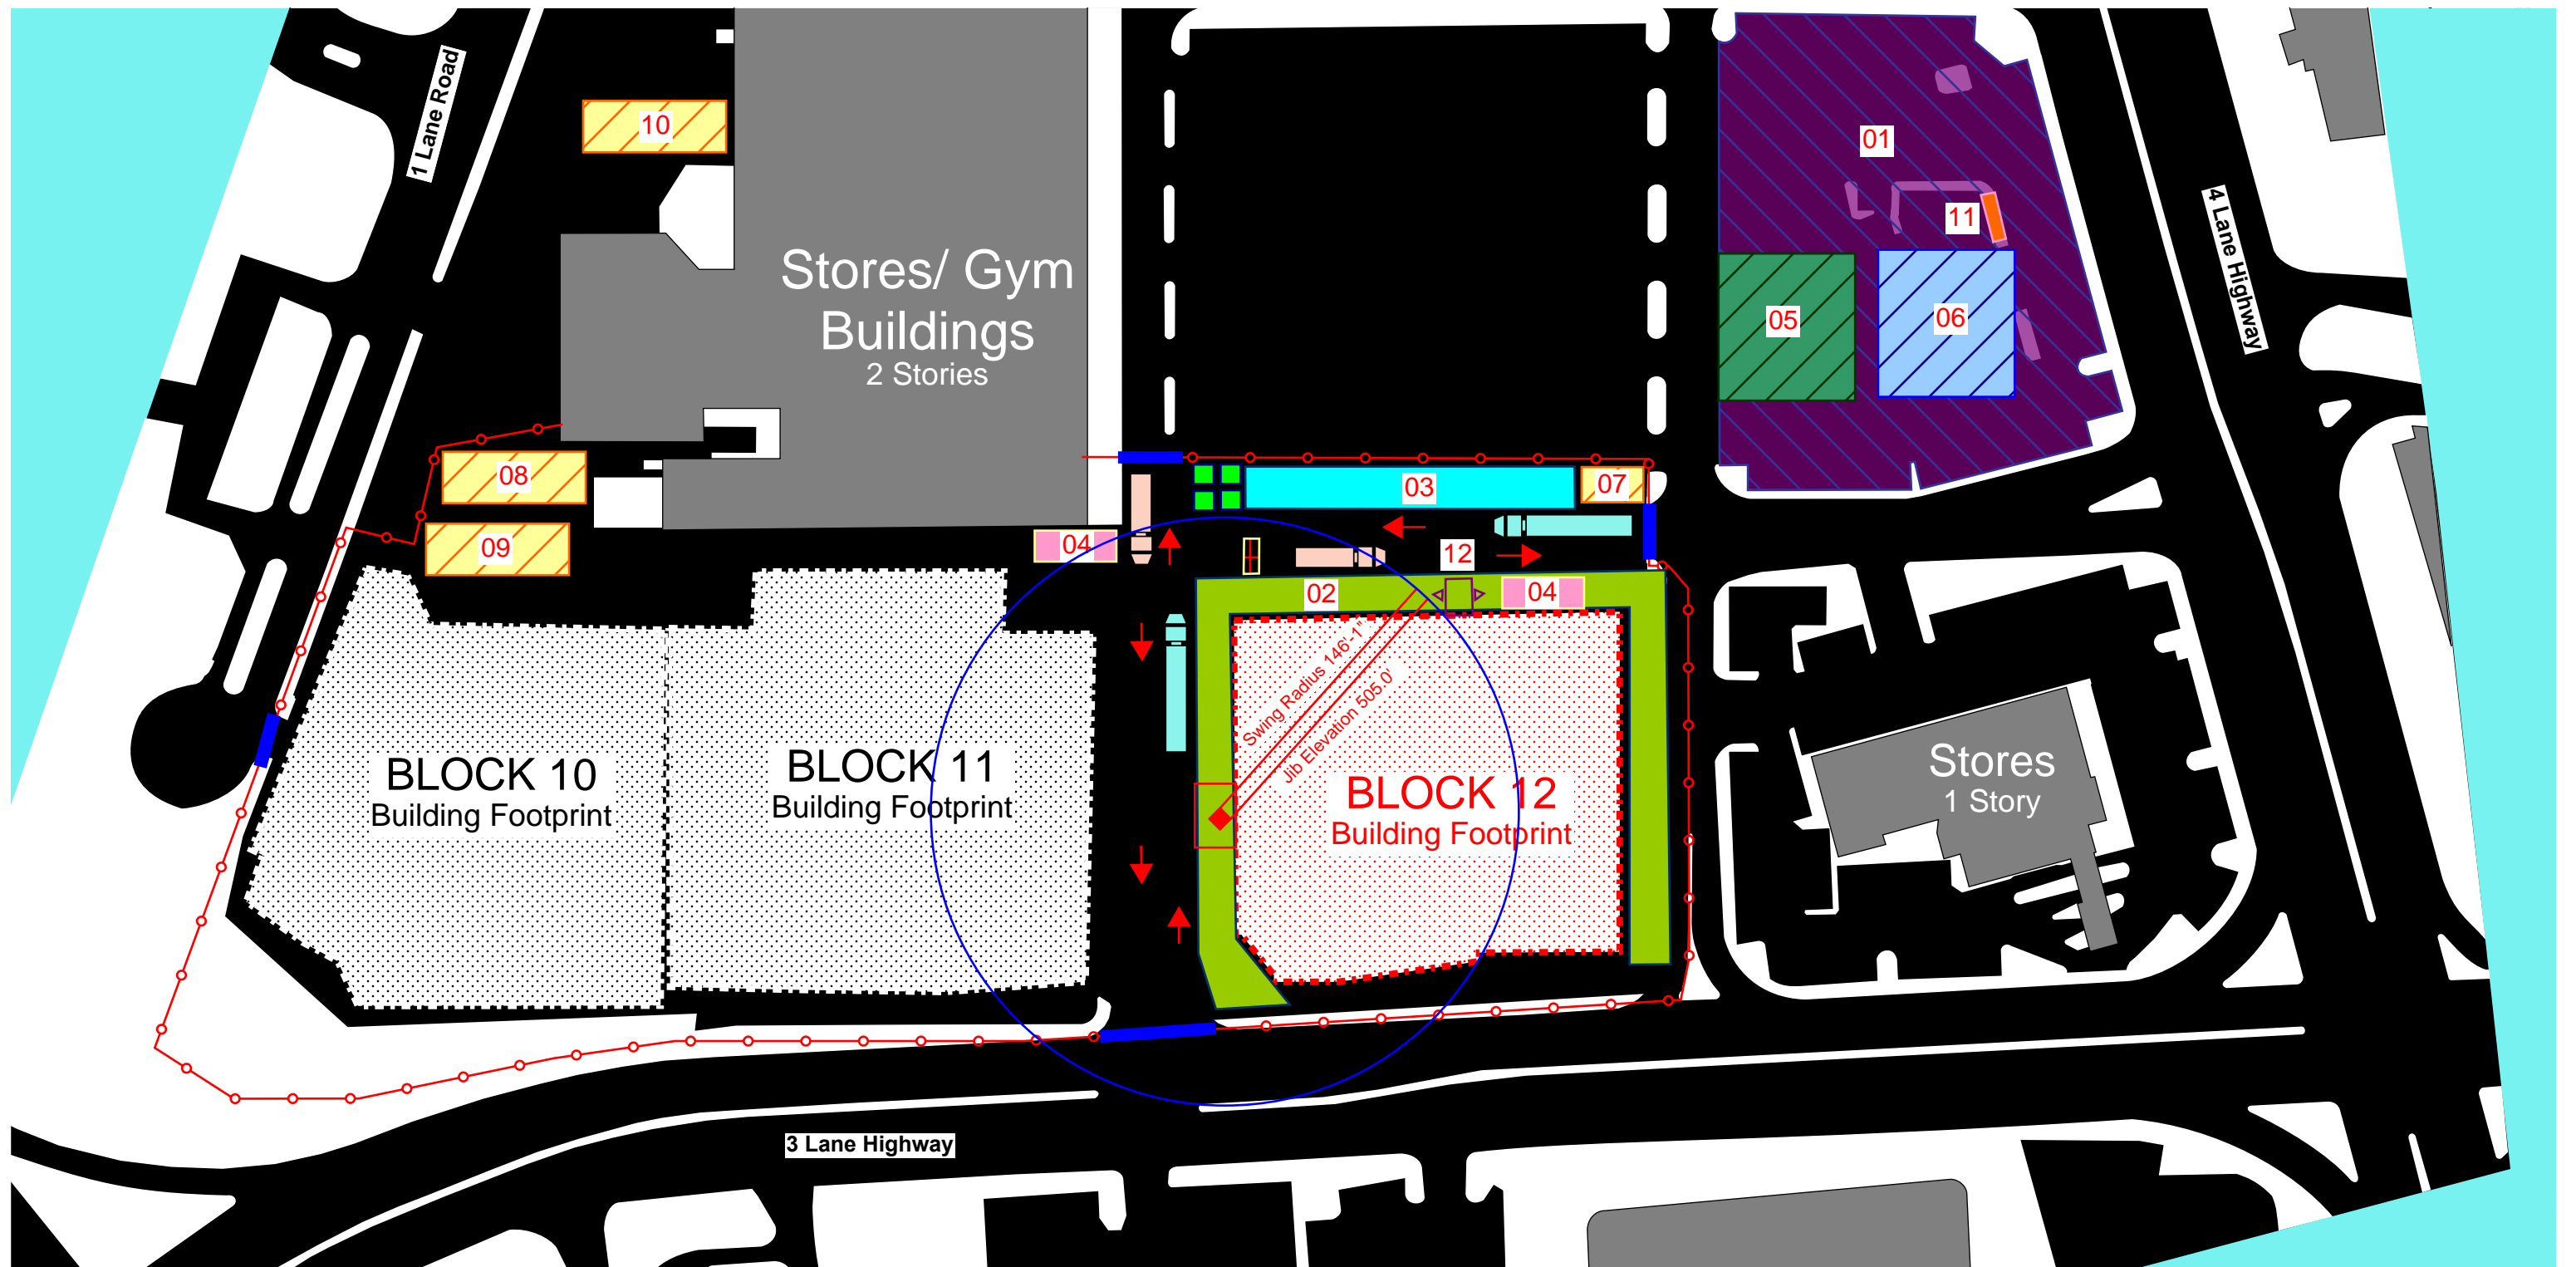 1 Lane Road
10
01
11
4 Lane Highway
Stores/ Gym
Buildings
2 Stories
05
06
08
03
07
09
04
12
02
04
Swing Radius 146'-1"
Jib Elevation 505.0'
BLOCK 10
Building Footprint
BLOCK 11
Building Footprint
BLOCK 12
Building Footprint
Stores
1 Story
3 Lane Highway